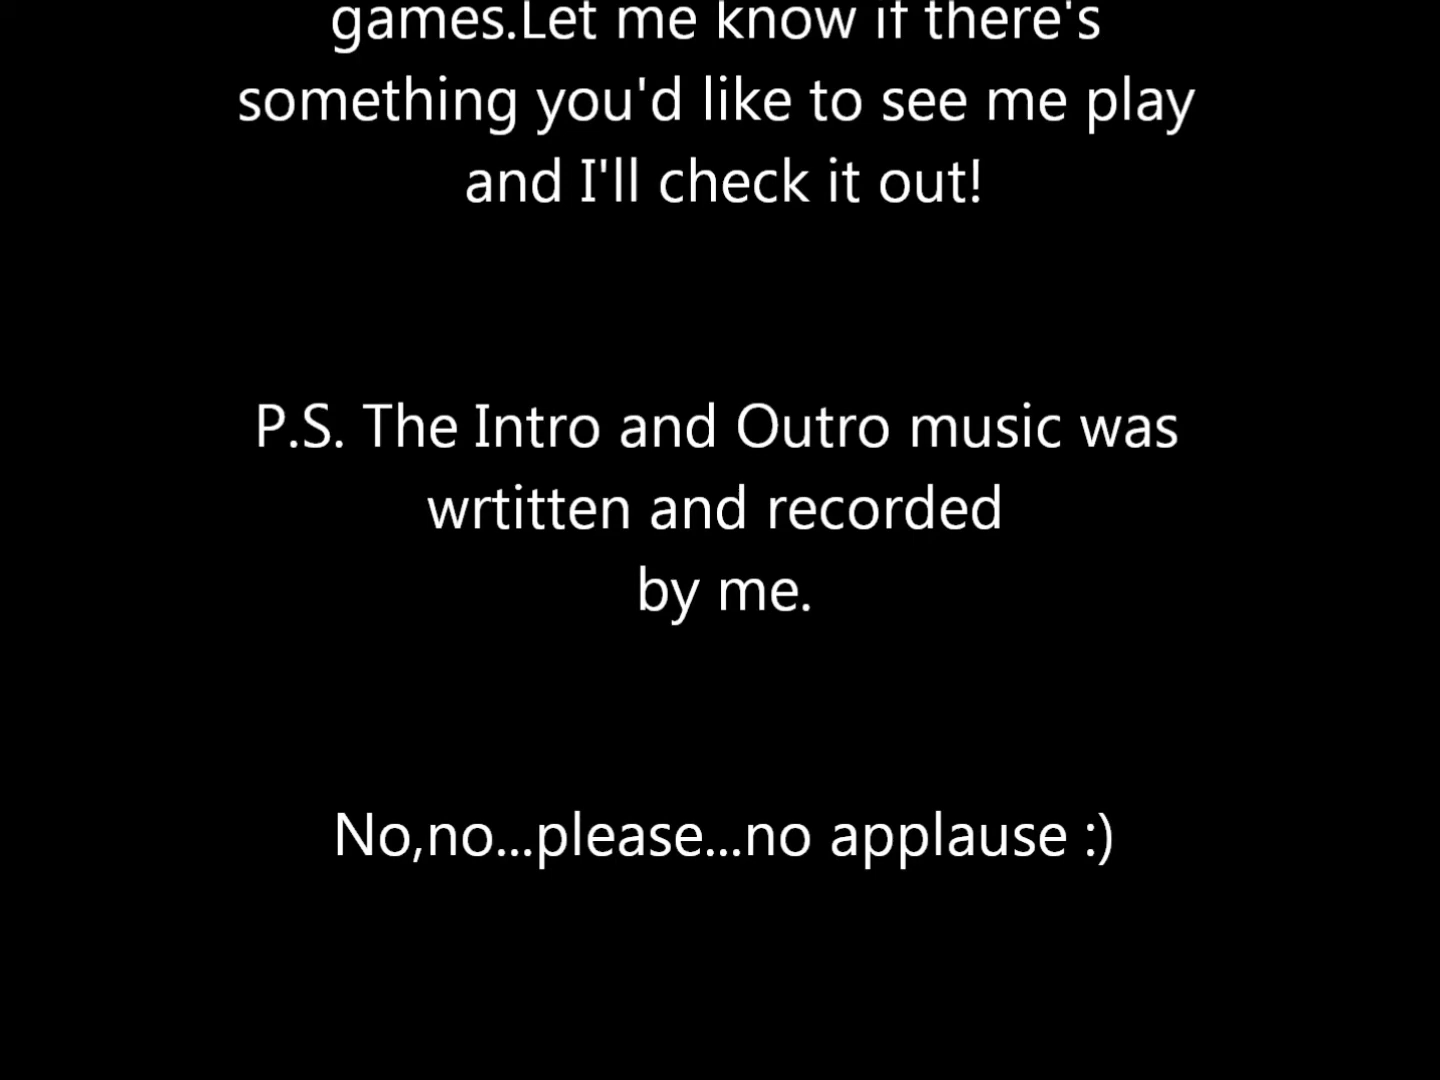 games.Let me know if there's
something you'd like to see me play
and I'll check it out!
P.S. The Intro and Outro music was
wrtitten and recorded
by me.
No,no...please...no applause :)